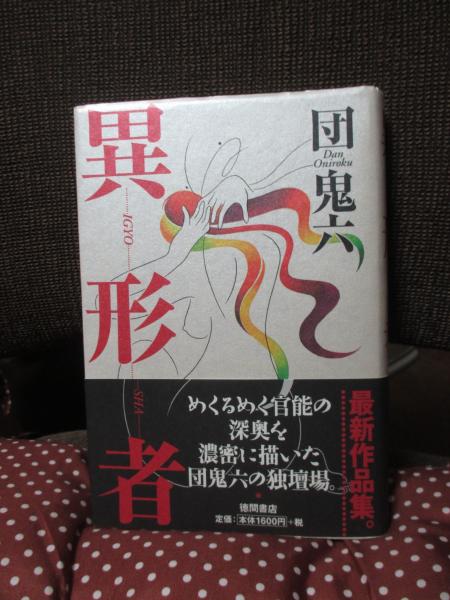 異形者
IGYO
SHA
団鬼六
Dan
Oniroku
めくるめく官能の
深奥を
濃密に描いた
団鬼六の独壇場。
最新作品集。
徳間書店
定価:本体1600円+税